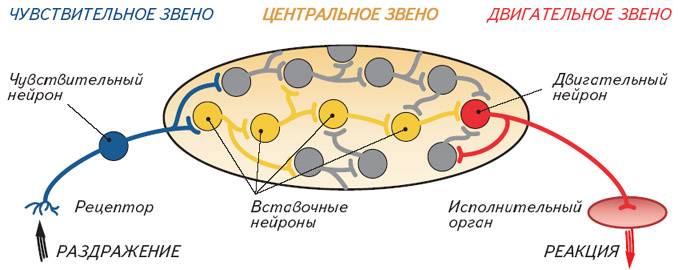 ЧУВСТВИТЕЛЬНОЕ ЗВЕНО
ЦЕНТРАЛЬНОЕ ЗВЕНО
ДВИГАТЕЛЬНОЕ ЗВЕНО
Чувствительный
нейрон
Двигательный
нейрон
Рецептор
Вставочные
нейроны
Исполнительный
орган
РАЗДРАЖЕНИЕ
РЕАКЦИЯ